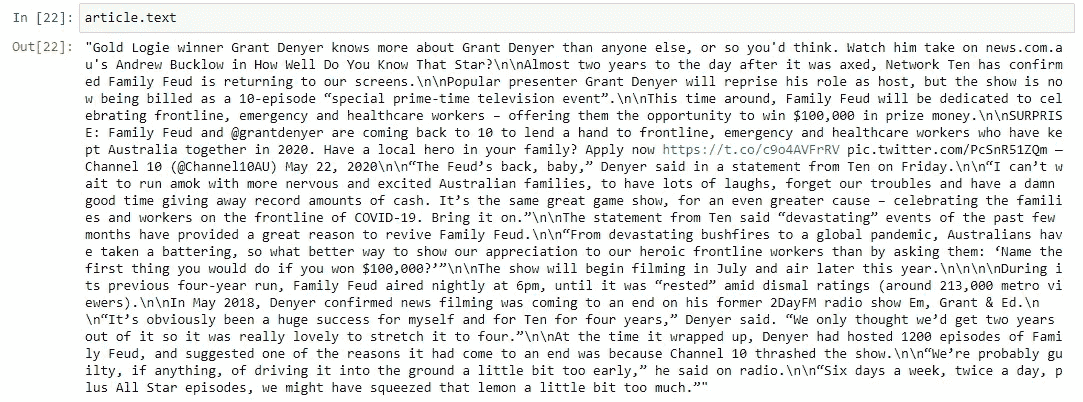 In [22]: article.text
Out[22]: "Gold Logie winner Grant Denyer knows more about Grant Denyer than anyone else, or so you'd think. Watch him take on news.com.a
u's Andrew Bucklow in How Well Do You Know That Star?\n\nAlmost two years to the day after it was axed, Network Ten has confirm
ed Family Feud is returning to our screens.\n\nPopular presenter Grant Denyer will reprise his role as host, but the show is no
w being billed as a 10-episode “special prime-time television event”.\n\nThis time around, Family Feud will be dedicated to cel
ebrating frontline, emergency and healthcare workers – offering them the opportunity to win $100,000 in prize money.\n\nSURPRIS
E: Family Feud and @grantdenyer are coming back to 10 to lend a hand to frontline, emergency and healthcare workers who have ke
pt Australia together in 2020. Have a local hero in your family? Apply now https://t.co/c9o4AVFrRV pic.twitter.com/PcSnR51ZQm —
Channel 10 (@Channel10AU) May 22, 2020\n\n“The Feud’s back, baby,” Denyer said in a statement from Ten on Friday.\n\n“I can’t w
ait to run amok with more nervous and excited Australian families, to have lots of laughs, forget our troubles and have a damn
good time giving away record amounts of cash. It’s the same great game show, for an even greater cause – celebrating the famili
es and workers on the frontline of COVID-19. Bring it on.”\n\nThe statement from Ten said “devastating” events of the past few
months have provided a great reason to revive Family Feud.\n\n“From devastating bushfires to a global pandemic, Australians hav
e taken a battering, so what better way to show our appreciation to our heroic frontline workers than by asking them: ‘Name the
first thing you would do if you won $100,000?’”\n\nThe show will begin filming in July and air later this year.\n\n\n\nDuring i
ts previous four-year run, Family Feud aired nightly at 6pm, until it was “rested” amid dismal ratings (around 213,000 metro vi
ewers).\n\nIn May 2018, Denyer confirmed news filming was coming to an end on his former 2DayFM radio show Em, Grant & Ed.\n
\n“It’s obviously been a huge success for myself and for Ten for four years,” Denyer said. “We only thought we’d get two years
out of it so it was really lovely to stretch it to four.”\n\nAt the time it wrapped up, Denyer had hosted 1200 episodes of Fami
ly Feud, and suggested one of the reasons it had come to an end was because Channel 10 thrashed the show.\n\n“We’re probably gu
ilty, if anything, of driving it into the ground a little bit too early,” he said on radio.\n\n“Six days a week, twice a day, p
lus All Star episodes, we might have squeezed that lemon a little bit too much.”"